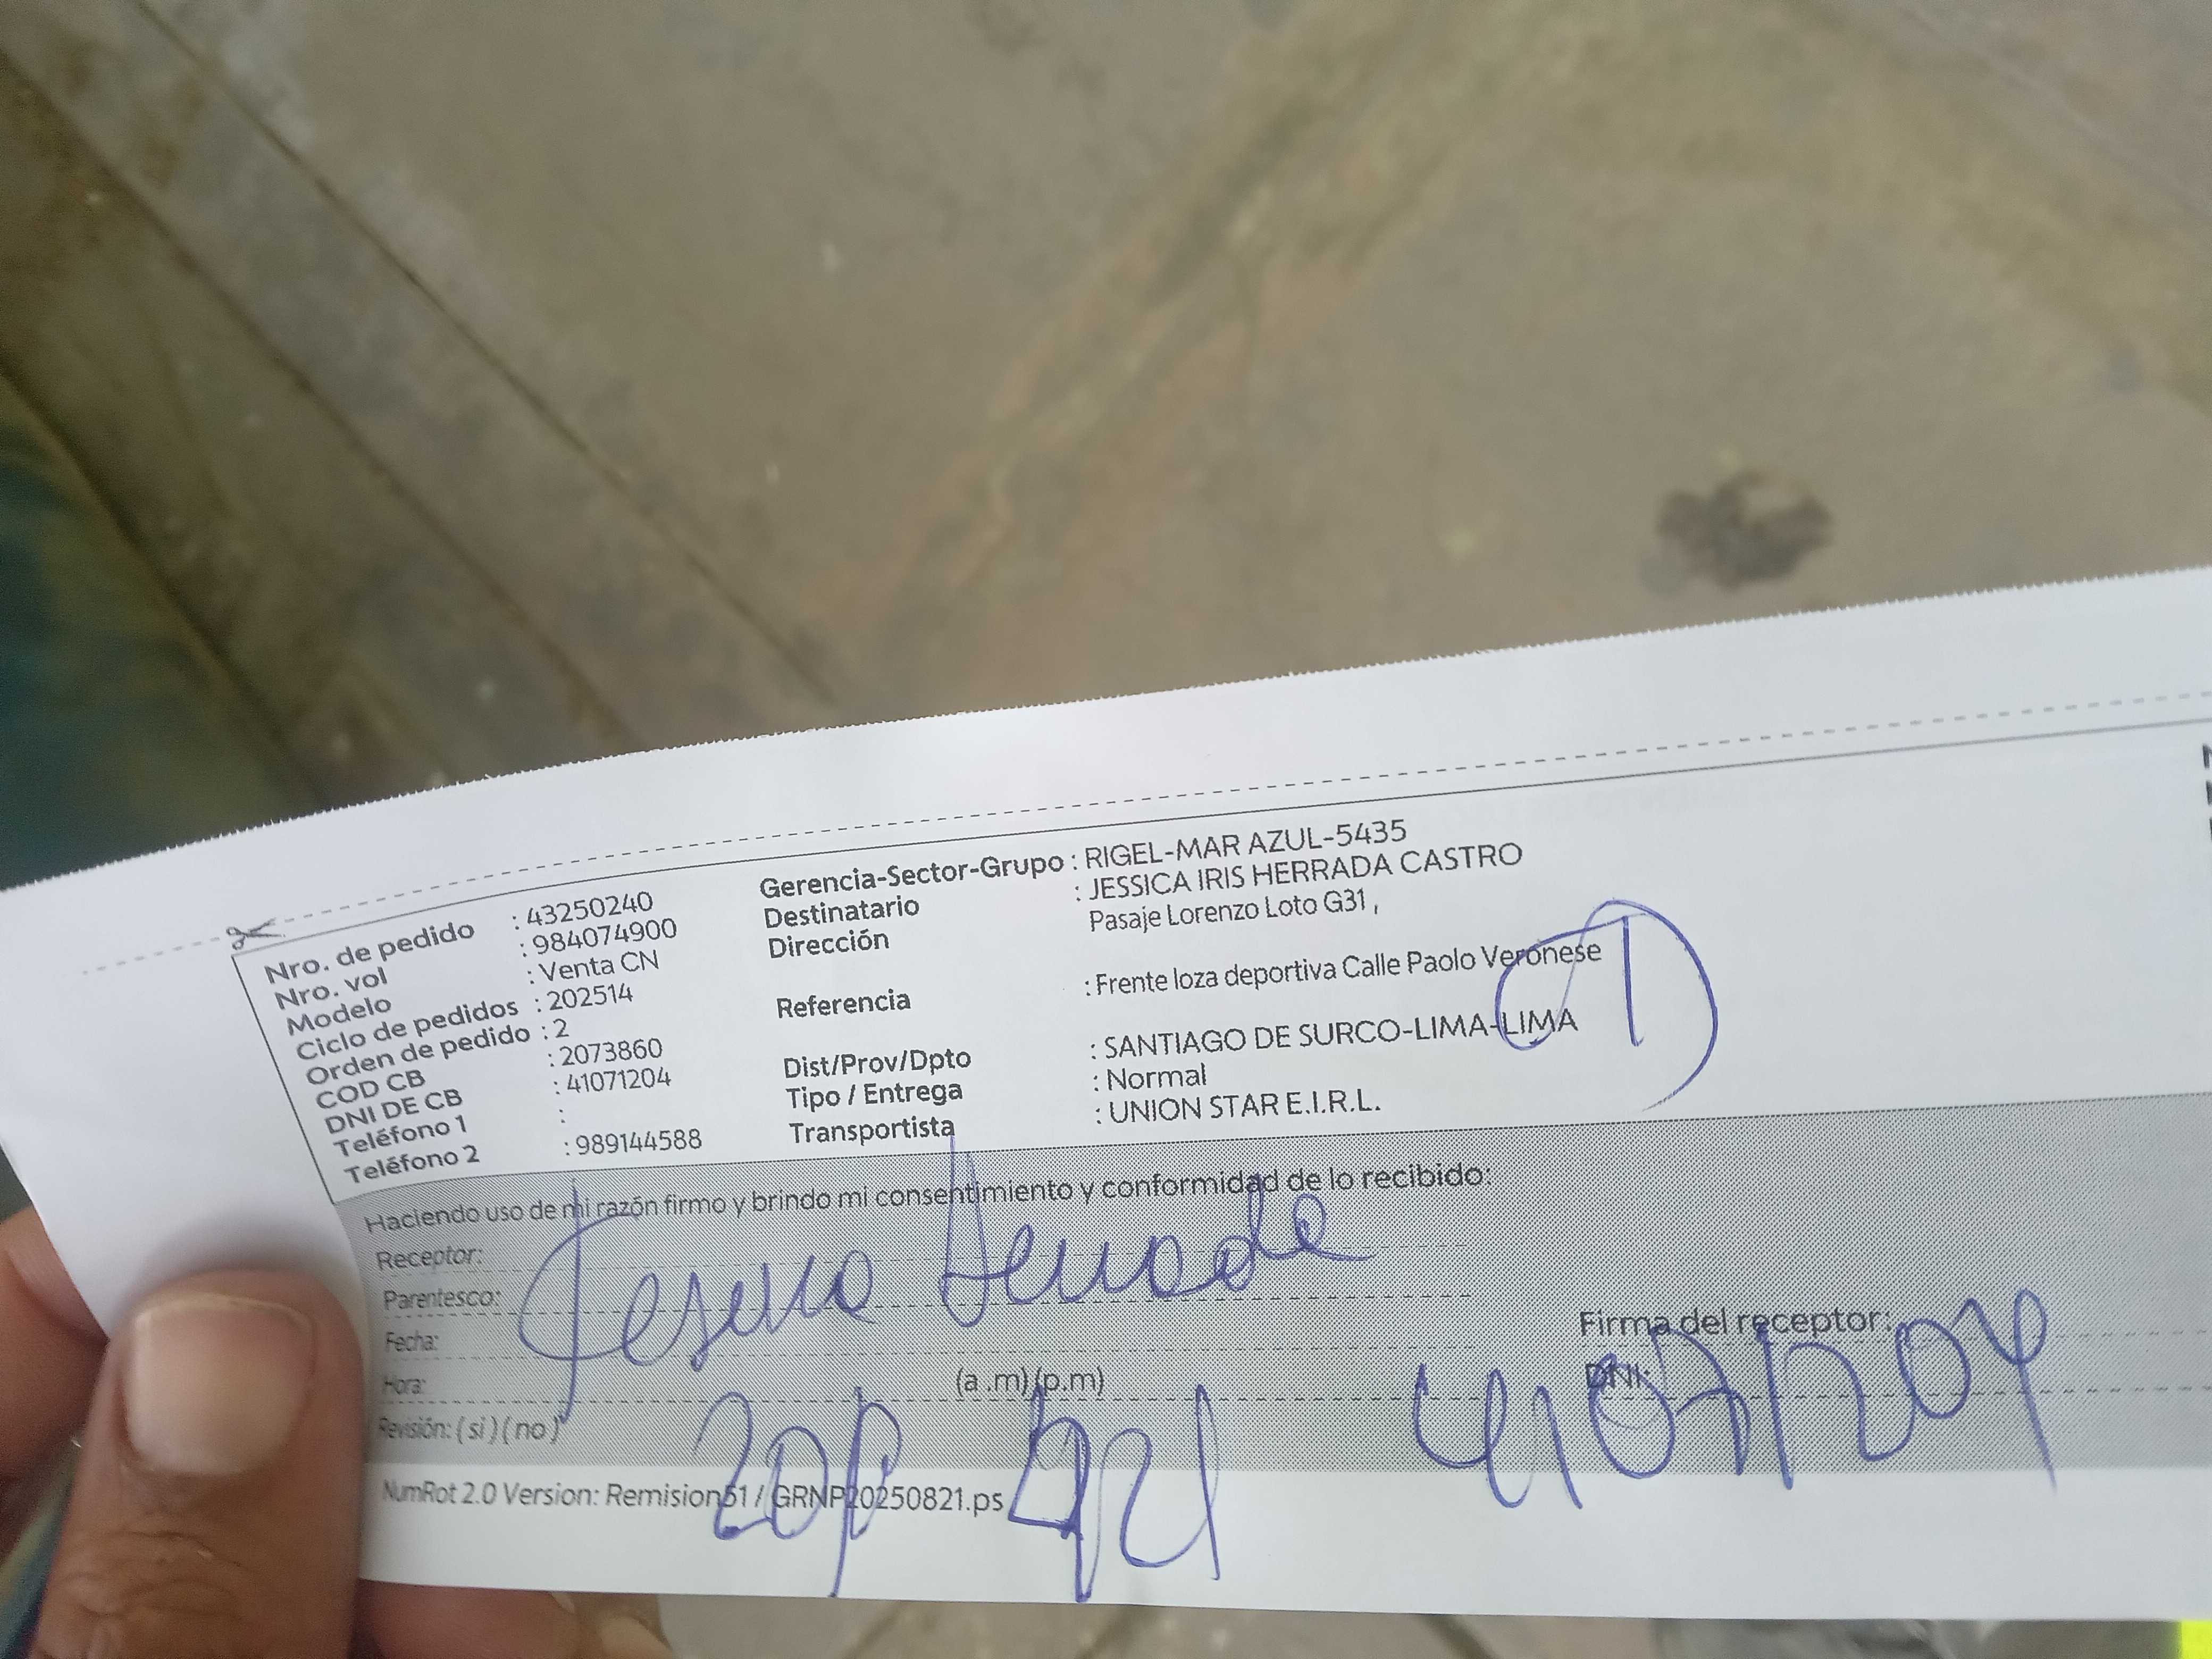 Nro. de pedido : 43250240
Nro. vol : 984074900
Modelo : Venta CN
Ciclo de pedidos : 202514
Orden de pedido : 2
COD CB : 2073860
DNI DE CB : 41071204
Teléfono 1 :
Teléfono 2 : 989144588
Gerencia-Sector-Grupo : RIGEL-MAR AZUL-5435
Destinatario : JESSICA IRIS HERRADA CASTRO
Dirección Pasaje Lorenzo Loto G31 ,
Referencia : Frente loza deportiva Calle Paolo Veronese
Dist/Prov/Dpto : SANTIAGO DE SURCO-LIMA-LIMA
Tipo / Entrega : Normal
Transportista : UNION STAR E.I.R.L.
1
Haciendo uso de mi razón firmo y brindo mi consentimiento y conformidad de lo recibido:
Receptor:
Parentesco:
Fecha:
Hora: (a .m) (p.m)
Revisión: ( si ) ( no )
Firma del receptor:
DNI:
41071204
NumRot 2.0 Version: Remision51 / GRNP20250821.ps